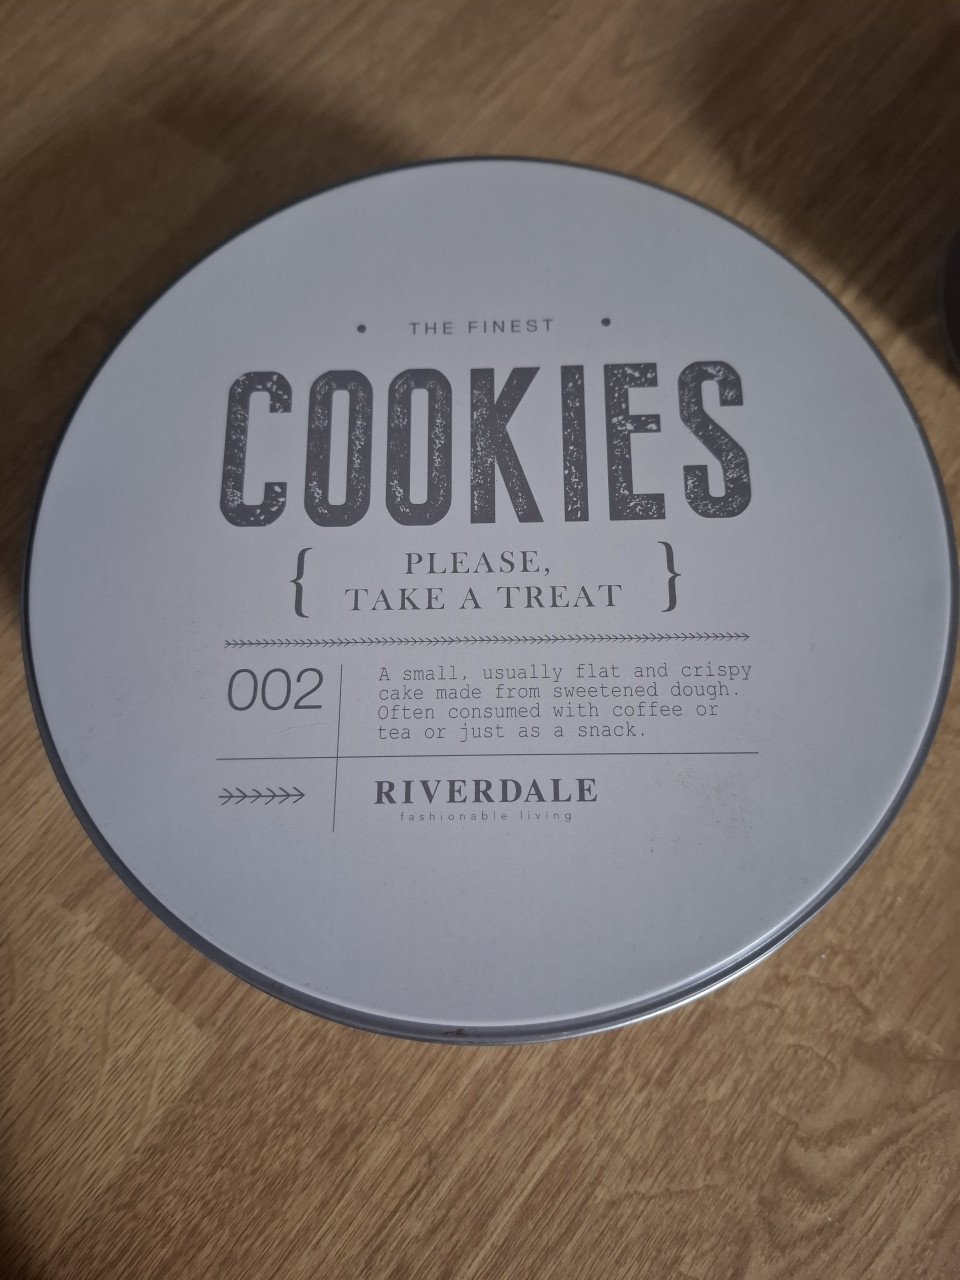 • THE FINEST •
COOKIES
{ PLEASE,
TAKE A TREAT }
002
A small, usually flat and crispy
cake made from sweetened dough.
Often consumed with coffee or
tea or just as a snack.
RIVERDALE
fashionable living